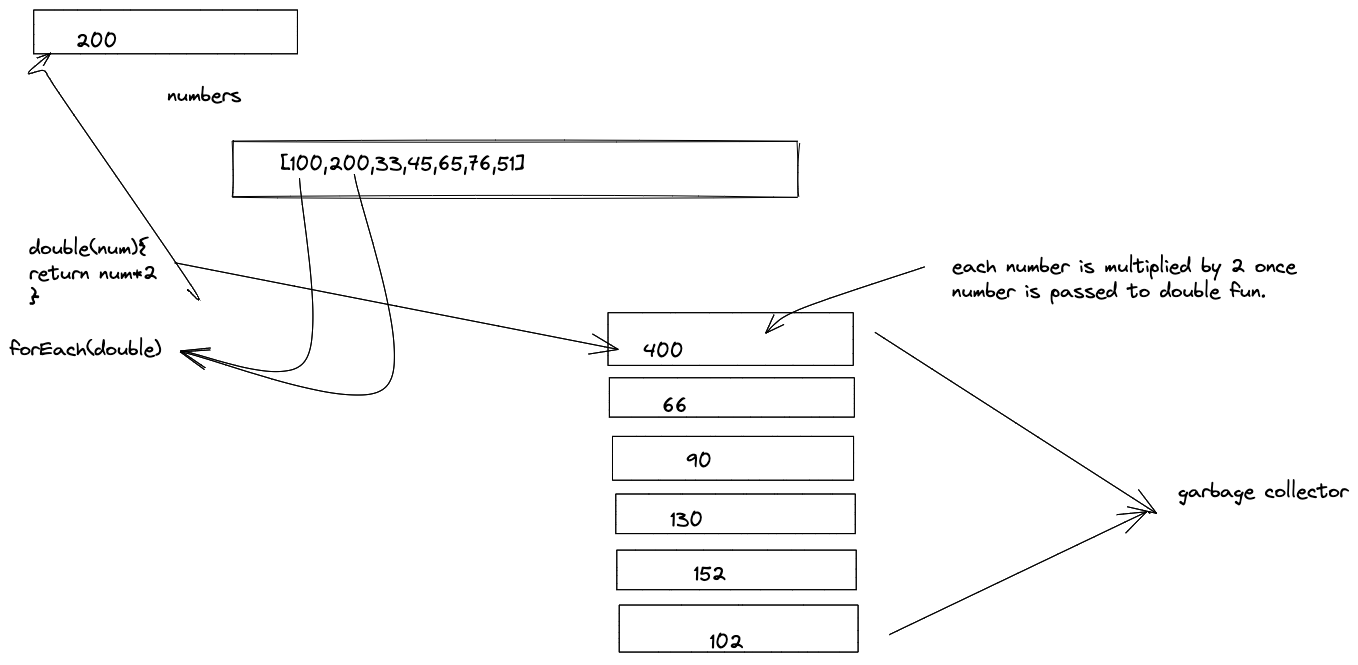 200
numbers
[100,200,33,45,65,76,51]
double(num){
return num*2
}
forEach(double)
each number is multiplied by 2 once
number is passed to double fun.
400
66
90
130
152
102
garbage collector